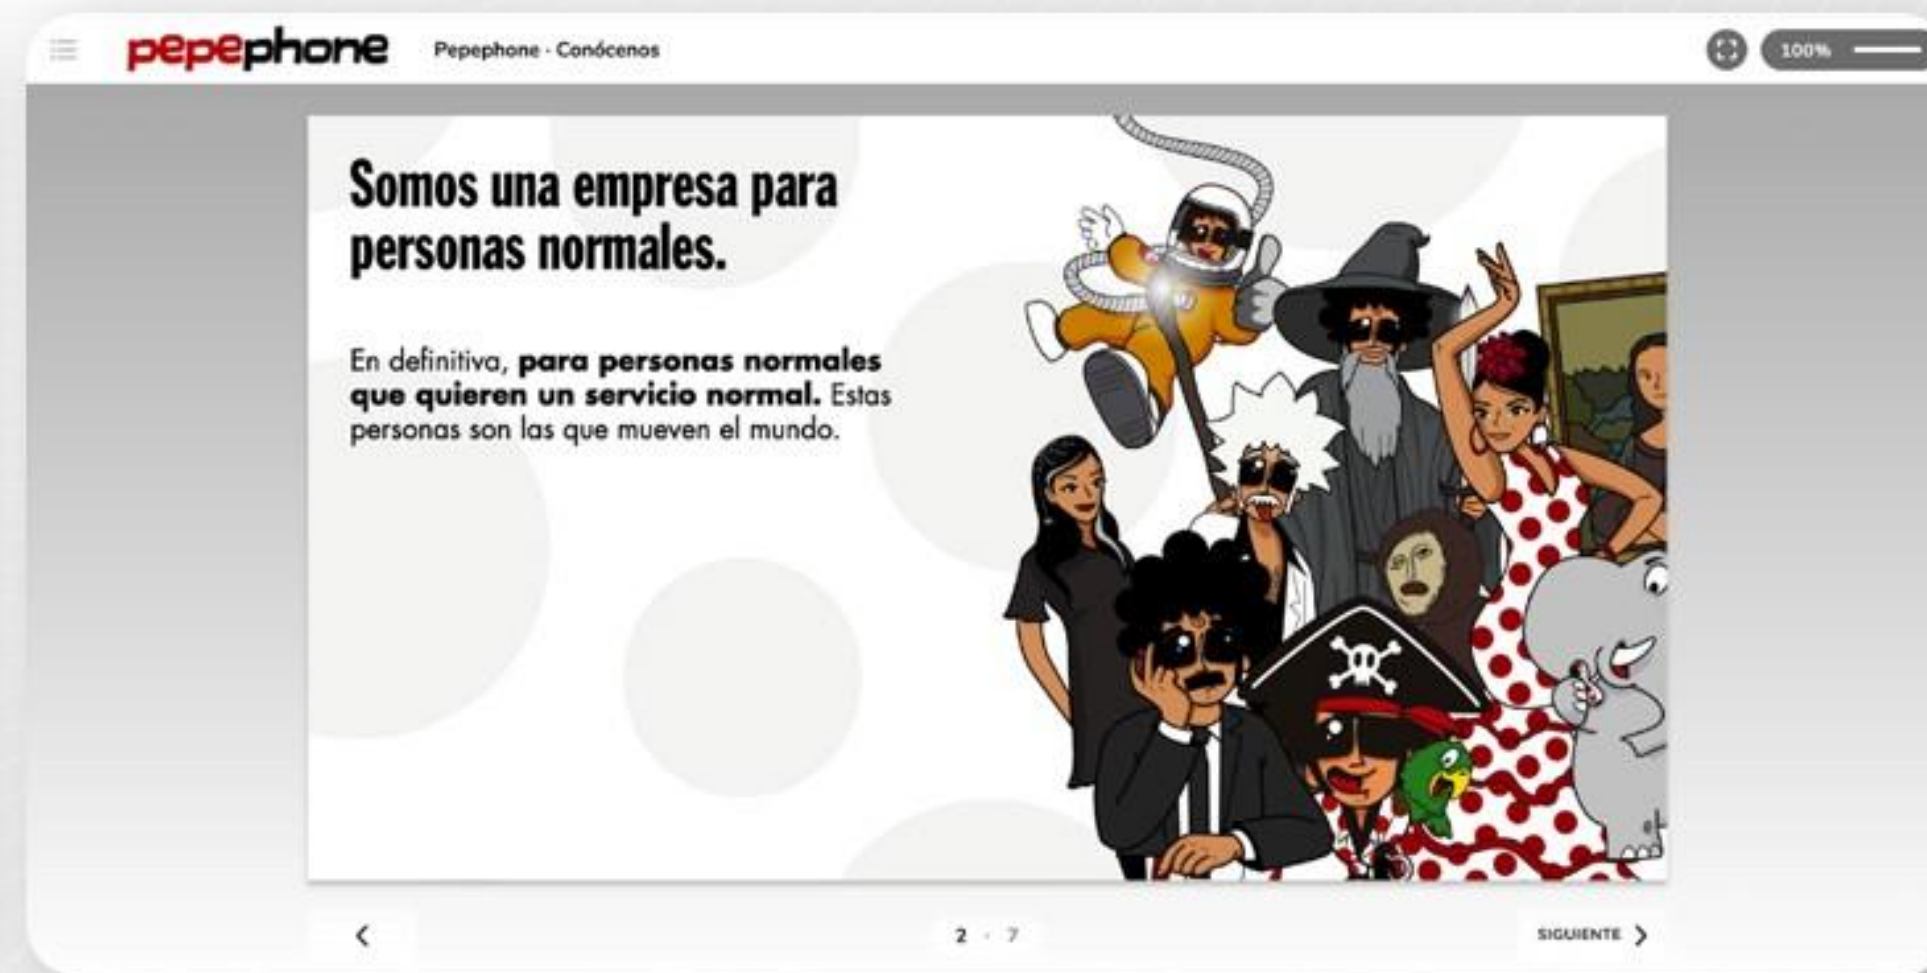 pepephone
Pepephone · Conócenos
100%
Somos una empresa para
personas normales.
En definitiva, para personas normales
que quieren un servicio normal. Estas
personas son las que mueven el mundo.
2 · 7
SIGUIENTE